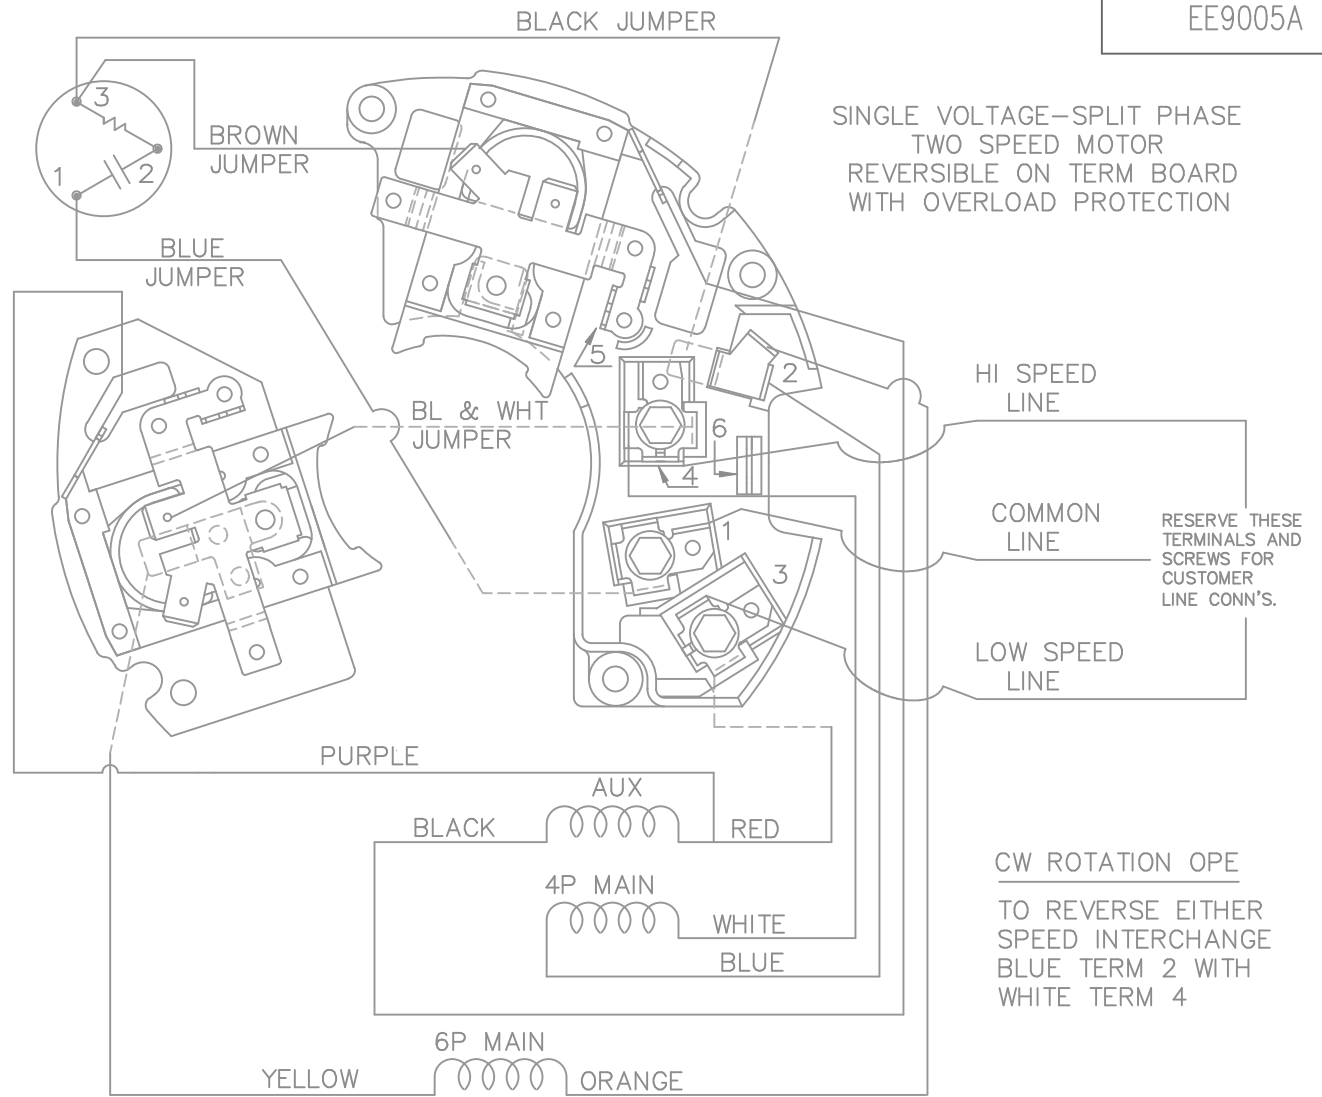 BLACK JUMPER
EE9005A
SINGLE VOLTAGE-SPLIT PHASE
TWO SPEED MOTOR
REVERSIBLE ON TERM BOARD
WITH OVERLOAD PROTECTION
3
1
2
BROWN
JUMPER
BLUE
JUMPER
5
2
BL & WHT
JUMPER
6
4
1
3
HI SPEED
LINE
COMMON
LINE
LOW SPEED
LINE
RESERVE THESE
TERMINALS AND
SCREWS FOR
CUSTOMER
LINE CONN'S.
PURPLE
AUX
BLACK
RED
4P MAIN
WHITE
BLUE
6P MAIN
YELLOW
ORANGE
CW ROTATION OPE
TO REVERSE EITHER
SPEED INTERCHANGE
BLUE TERM 2 WITH
WHITE TERM 4